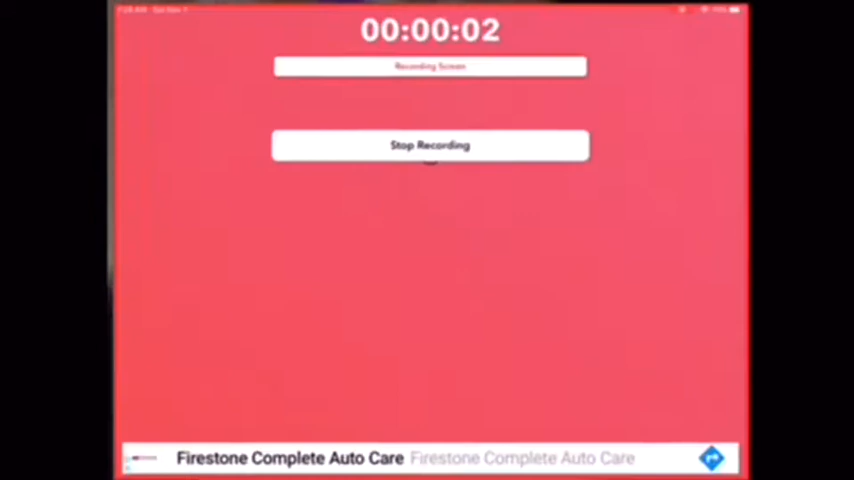 00:00:02
Recording Screen
Stop Recording
Firestone Complete Auto Care Firestone Complete Auto Care